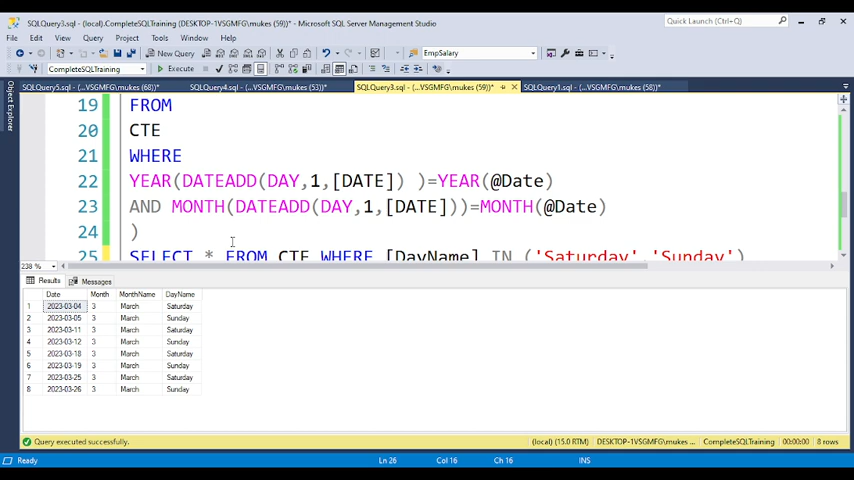 SQLQuery3.sql - (local).CompleteSQLTraining (DESKTOP-1VSGMFG\mukes (59))* - Microsoft SQL Server Management Studio
Quick Launch (Ctrl+Q)
File Edit View Query Project Tools Window Help
New Query
EmpSalary
CompleteSQLTraining
Execute
SQLQuery5.sql - (...VSGMFG\mukes (68))*
SQLQuery4.sql - (...VSGMFG\mukes (53))*
SQLQuery3.sql - (...VSGMFG\mukes (59))*
SQLQuery1.sql - (...VSGMFG\mukes (58))*
Object Explorer
19 FROM
20 CTE
21 WHERE
22 YEAR(DATEADD(DAY,1,[DATE]) )=YEAR(@Date)
23 AND MONTH(DATEADD(DAY,1,[DATE]))=MONTH(@Date)
24 )
25 SELECT * FROM CTE WHERE [DayName] IN ('Saturday','Sunday')
238 %
Results Messages
Date Month MonthName DayName
1 2023-03-04 3 March Saturday
2 2023-03-05 3 March Sunday
3 2023-03-11 3 March Saturday
4 2023-03-12 3 March Sunday
5 2023-03-18 3 March Saturday
6 2023-03-19 3 March Sunday
7 2023-03-25 3 March Saturday
8 2023-03-26 3 March Sunday
Query executed successfully.
(local) (15.0 RTM) DESKTOP-1VSGMFG\mukes ... CompleteSQLTraining 00:00:00 8 rows
Ready Ln 26 Col 16 Ch 16 INS